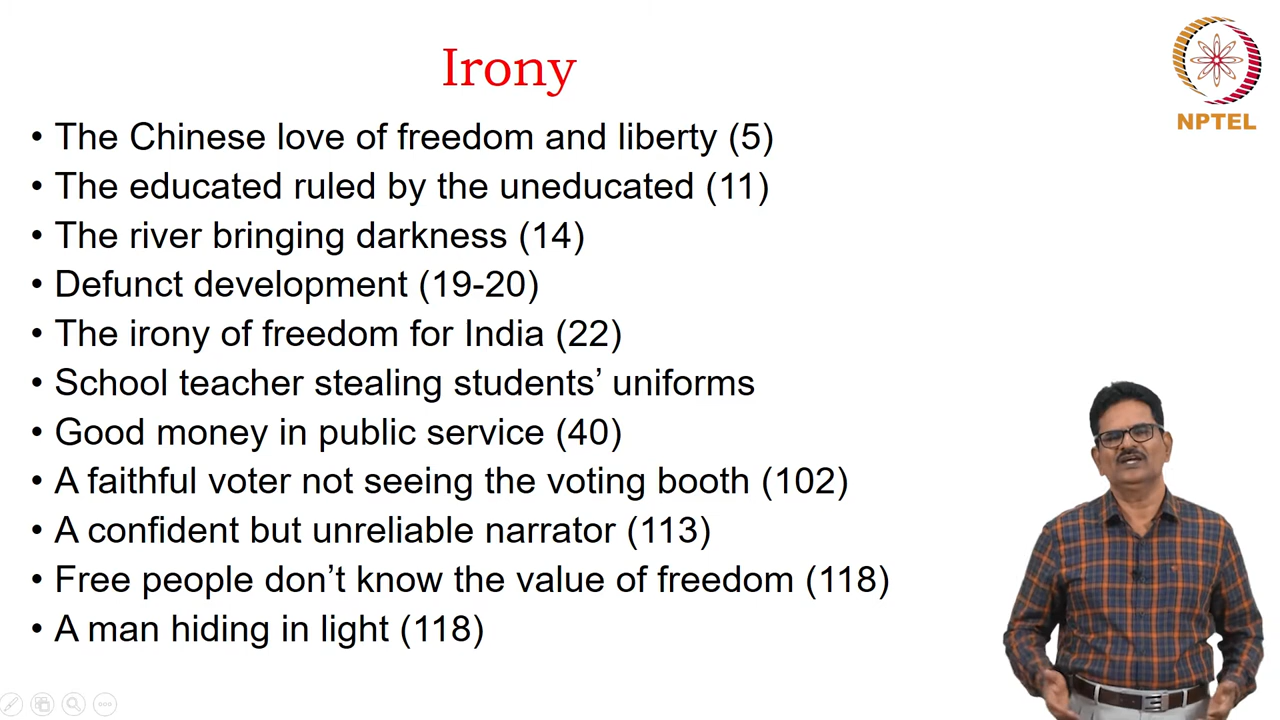 Irony
NPTEL
• The Chinese love of freedom and liberty (5)
• The educated ruled by the uneducated (11)
• The river bringing darkness (14)
• Defunct development (19-20)
• The irony of freedom for India (22)
• School teacher stealing students’ uniforms
• Good money in public service (40)
• A faithful voter not seeing the voting booth (102)
• A confident but unreliable narrator (113)
• Free people don’t know the value of freedom (118)
• A man hiding in light (118)